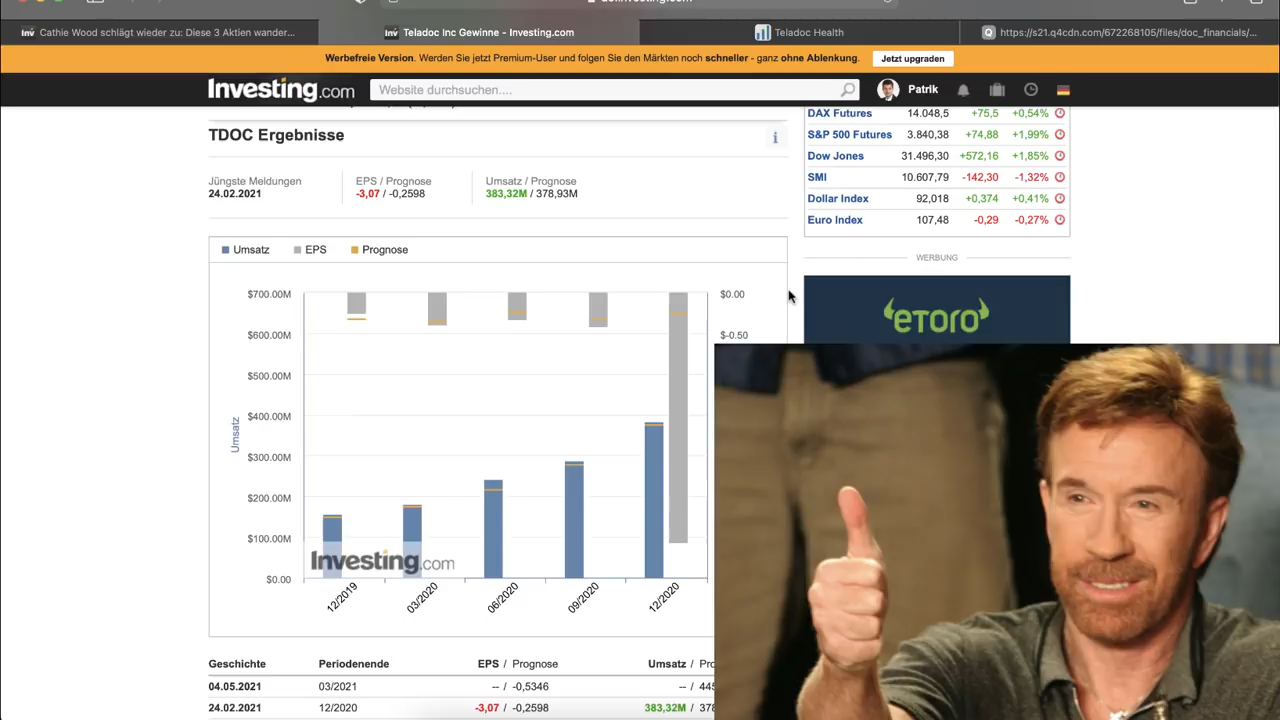 Cathie Wood schlägt wieder zu: Diese 3 Aktien wander...
Teladoc Inc Gewinne - Investing.com
Teladoc Health
https://s21.q4cdn.com/672268105/files/doc_financials/...
Werbefreie Version. Werden Sie jetzt Premium-User und folgen Sie den Märkten noch schneller - ganz ohne Ablenkung.
Jetzt upgraden
Investing.com
Website durchsuchen....
Patrik
TDOC Ergebnisse
Jüngste Meldungen
24.02.2021
EPS / Prognose
-3,07 / -0,2598
Umsatz / Prognose
383,32M / 378,93M
DAX Futures 14.048,5 +75,5 +0,54%
S&P 500 Futures 3.840,38 +74,88 +1,99%
Dow Jones 31.496,30 +572,16 +1,85%
SMI 10.607,79 -142,30 -1,32%
Dollar Index 92,018 +0,374 +0,41%
Euro Index 107,48 -0,29 -0,27%
WERBUNG
eToro
Umsatz EPS Prognose
$700.00M
$600.00M
$500.00M
$400.00M
$300.00M
$200.00M
$100.00M
$0.00
Umsatz
$0.00
$-0.50
Investing.com
12/2019
03/2020
06/2020
09/2020
12/2020
Geschichte Periodenende EPS / Prognose Umsatz /
04.05.2021 03/2021 -- / -0,5346 -- /
24.02.2021 12/2020 -3,07 / -0,2598 383,32M /